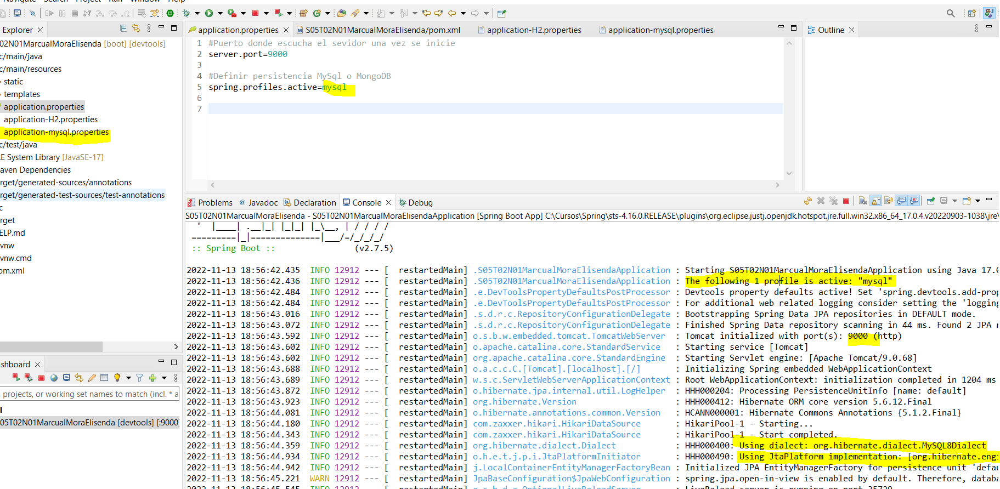 Navigate Search Project Run Window Help
Explorer
02N01MarcualMoraElisenda [boot] [devtools]
c/main/java
c/main/resources
static
templates
application.properties
application-H2.properties
application-mysql.properties
c/test/java
E System Library [JavaSE-17]
aven Dependencies
rget/generated-sources/annotations
rget/generated-test-sources/test-annotations
c
rget
ELP.md
vnw
vnw.cmd
om.xml
shboard
projects, or working set names to match (incl. * a
l
05T02N01MarcualMoraElisenda [devtools] [:9000]
application.properties
S05T02N01MarcualMoraElisenda/pom.xml
application-H2.properties
application-mysql.properties
1 #Puerto donde escucha el sevidor una vez se inicie
2 server.port=9000
3
4 #Definir persistencia MySql o MongoDB
5 spring.profiles.active=mysql
6
7
Outline
Problems
@ Javadoc
Declaration
Console
Debug
S05T02N01MarcualMoraElisenda - S05T02N01MarcualMoraElisendaApplication [Spring Boot App] C:\Cursos\Spring\sts-4.16.0.RELEASE\plugins\org.eclipse.justj.openjdk.hotspot.jre.full.win32.x86_64_17.0.4.v20220903-1038\jre\
' |____| .__|_| |_|_| |_\__, | / / / /
=========|_|==============|___/=/_/_/_/
:: Spring Boot :: (v2.7.5)
2022-11-13 18:56:42.435 INFO 12912 --- [ restartedMain] .S05T02N01MarcualMoraElisendaApplication : Starting S05T02N01MarcualMoraElisendaApplication using Java 17.0
2022-11-13 18:56:42.436 INFO 12912 --- [ restartedMain] .S05T02N01MarcualMoraElisendaApplication : The following 1 profile is active: "mysql"
2022-11-13 18:56:42.484 INFO 12912 --- [ restartedMain] .e.DevToolsPropertyDefaultsPostProcessor : Devtools property defaults active! Set 'spring.devtools.add-prop
2022-11-13 18:56:42.484 INFO 12912 --- [ restartedMain] .e.DevToolsPropertyDefaultsPostProcessor : For additional web related logging consider setting the 'logging
2022-11-13 18:56:43.016 INFO 12912 --- [ restartedMain] .s.d.r.c.RepositoryConfigurationDelegate : Bootstrapping Spring Data JPA repositories in DEFAULT mode.
2022-11-13 18:56:43.072 INFO 12912 --- [ restartedMain] .s.d.r.c.RepositoryConfigurationDelegate : Finished Spring Data repository scanning in 44 ms. Found 2 JPA r
2022-11-13 18:56:43.592 INFO 12912 --- [ restartedMain] o.s.b.w.embedded.tomcat.TomcatWebServer : Tomcat initialized with port(s): 9000 (http)
2022-11-13 18:56:43.602 INFO 12912 --- [ restartedMain] o.apache.catalina.core.StandardService : Starting service [Tomcat]
2022-11-13 18:56:43.602 INFO 12912 --- [ restartedMain] org.apache.catalina.core.StandardEngine : Starting Servlet engine: [Apache Tomcat/9.0.68]
2022-11-13 18:56:43.688 INFO 12912 --- [ restartedMain] o.a.c.c.C.[Tomcat].[localhost].[/] : Initializing Spring embedded WebApplicationContext
2022-11-13 18:56:43.689 INFO 12912 --- [ restartedMain] w.s.c.ServletWebServerApplicationContext : Root WebApplicationContext: initialization completed in 1204 ms
2022-11-13 18:56:43.872 INFO 12912 --- [ restartedMain] o.hibernate.jpa.internal.util.LogHelper : HHH000204: Processing PersistenceUnitInfo [name: default]
2022-11-13 18:56:43.923 INFO 12912 --- [ restartedMain] org.hibernate.Version : HHH000412: Hibernate ORM core version 5.6.12.Final
2022-11-13 18:56:44.081 INFO 12912 --- [ restartedMain] o.hibernate.annotations.common.Version : HCANN000001: Hibernate Commons Annotations {5.1.2.Final}
2022-11-13 18:56:44.180 INFO 12912 --- [ restartedMain] com.zaxxer.hikari.HikariDataSource : HikariPool-1 - Starting...
2022-11-13 18:56:44.343 INFO 12912 --- [ restartedMain] com.zaxxer.hikari.HikariDataSource : HikariPool-1 - Start completed.
2022-11-13 18:56:44.359 INFO 12912 --- [ restartedMain] org.hibernate.dialect.Dialect : HHH000400: Using dialect: org.hibernate.dialect.MySQL8Dialect
2022-11-13 18:56:44.934 INFO 12912 --- [ restartedMain] o.h.e.t.j.p.i.JtaPlatformInitiator : HHH000490: Using JtaPlatform implementation: [org.hibernate.engi
2022-11-13 18:56:44.942 INFO 12912 --- [ restartedMain] j.LocalContainerEntityManagerFactoryBean : Initialized JPA EntityManagerFactory for persistence unit 'defau
2022-11-13 18:56:45.221 WARN 12912 --- [ restartedMain] JpaBaseConfiguration$JpaWebConfiguration : spring.jpa.open-in-view is enabled by default. Therefore, databa
2022-11-13 18:56:45.545 INFO 12912 --- [ restartedMain] o.s.b.d.a.OptionalLiveReloadServer : LiveReload server is running on port 35729